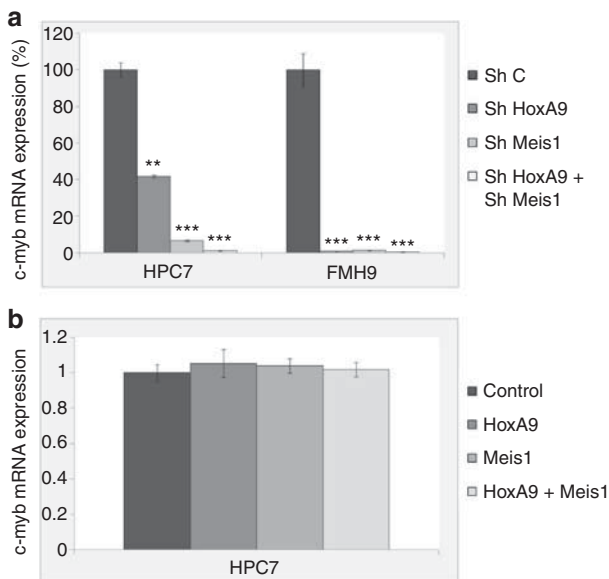 a
c-myb mRNA expression (%)
120
100
80
60
40
20
0
**
***
***
***
***
***
HPC7
FMH9
Sh C
Sh HoxA9
Sh Meis1
Sh HoxA9 +
Sh Meis1
b
c-myb mRNA expression
1.2
1
0.8
0.6
0.4
0.2
0
HPC7
Control
HoxA9
Meis1
HoxA9 + Meis1